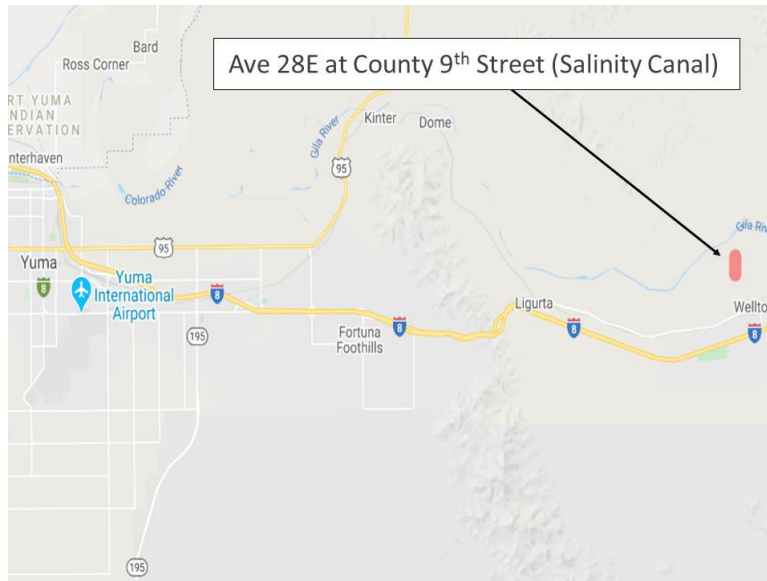 Bard
Ross Corner
Ave 28E at County 9th Street (Salinity Canal)
RT YUMA
NDIAN
ERVATION
nterhaven
Colorado River
Gila River
Kinter
Dome
95
95
Gila Riv
Yuma
8
Yuma
International
Airport
8
195
Fortuna
Foothills
8
Ligurta
8
Wellto
8
195